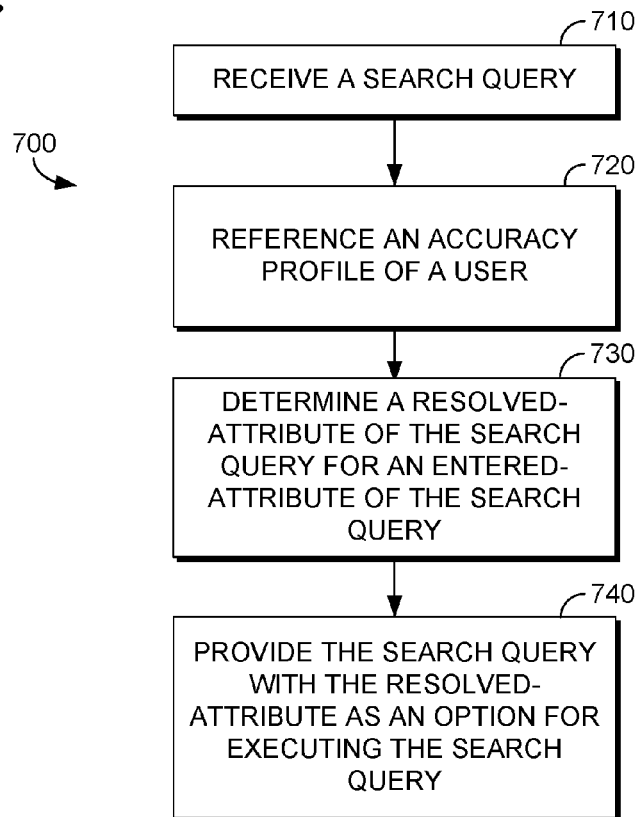 710
RECEIVE A SEARCH QUERY
700
720
REFERENCE AN ACCURACY
PROFILE OF A USER
730
DETERMINE A RESOLVED-
ATTRIBUTE OF THE SEARCH
QUERY FOR AN ENTERED-
ATTRIBUTE OF THE SEARCH
QUERY
740
PROVIDE THE SEARCH QUERY
WITH THE RESOLVED-
ATTRIBUTE AS AN OPTION FOR
EXECUTING THE SEARCH
QUERY